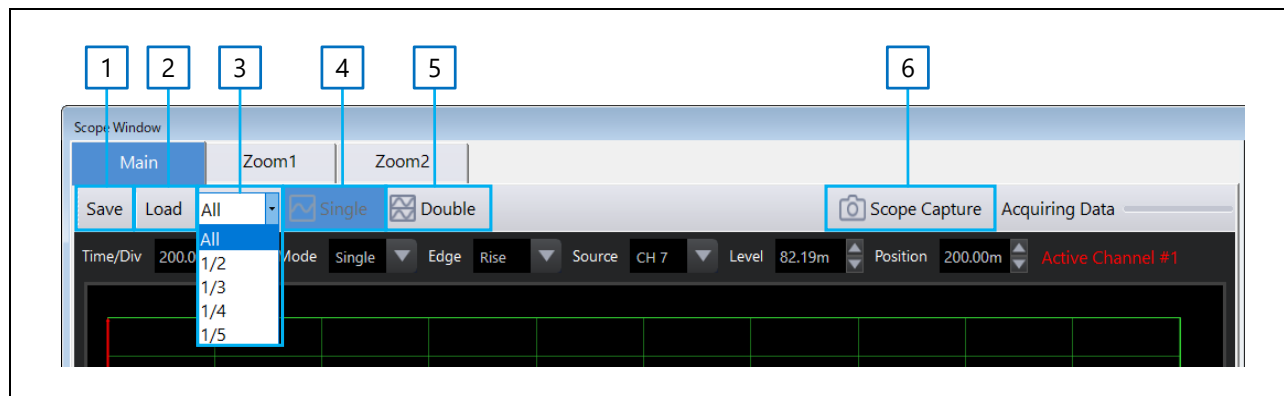 1 2 3 4 5 6
Scope Window
Main Zoom1 Zoom2
Save Load All Single Double Scope Capture Acquiring Data
All
Time/Div 200.0 Mode Single Edge Rise Source CH 7 Level 82.19m Position 200.00m Active Channel #1
1/2
1/3
1/4
1/5